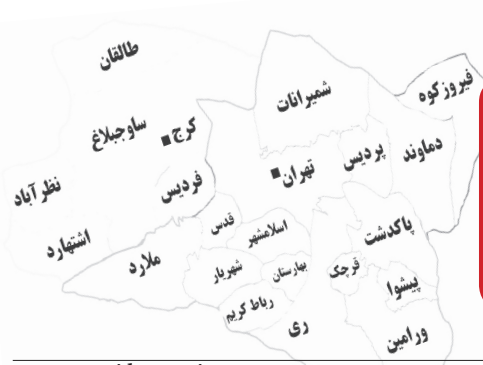 طالقان
شمیرانات
فیروزکوه
ساوجبلاغ
کرج
تهران
پردیس
دماوند
نظرآباد
فردیس
اشتهارد
ملارد
قدس
اسلامشهر
پاکدشت
شهریار
بهارستان
قرچک
پیشوا
رباط کریم
ری
ورامین